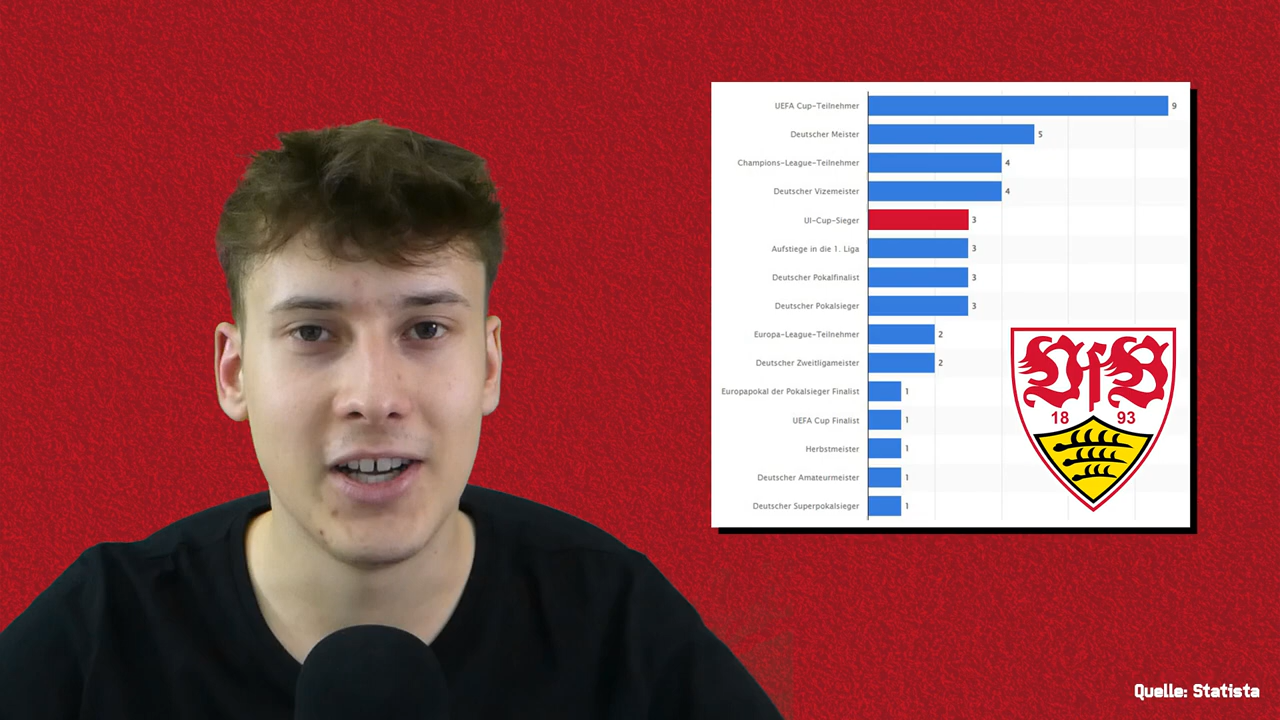 UEFA Cup-Teilnehmer 9
Deutscher Meister 5
Champions-League-Teilnehmer 4
Deutscher Vizemeister 4
UI-Cup-Sieger 3
Aufstiege in die 1. Liga 3
Deutscher Pokalfinalist 3
Deutscher Pokalsieger 3
Europa-League-Teilnehmer 2
Deutscher Zweitligameister 2
Europapokal der Pokalsieger Finalist 1
UEFA Cup Finalist 1
Herbstmeister 1
Deutscher Amateurmeister 1
Deutscher Superpokalsieger 1
VfB
18 93
Quelle: Statista